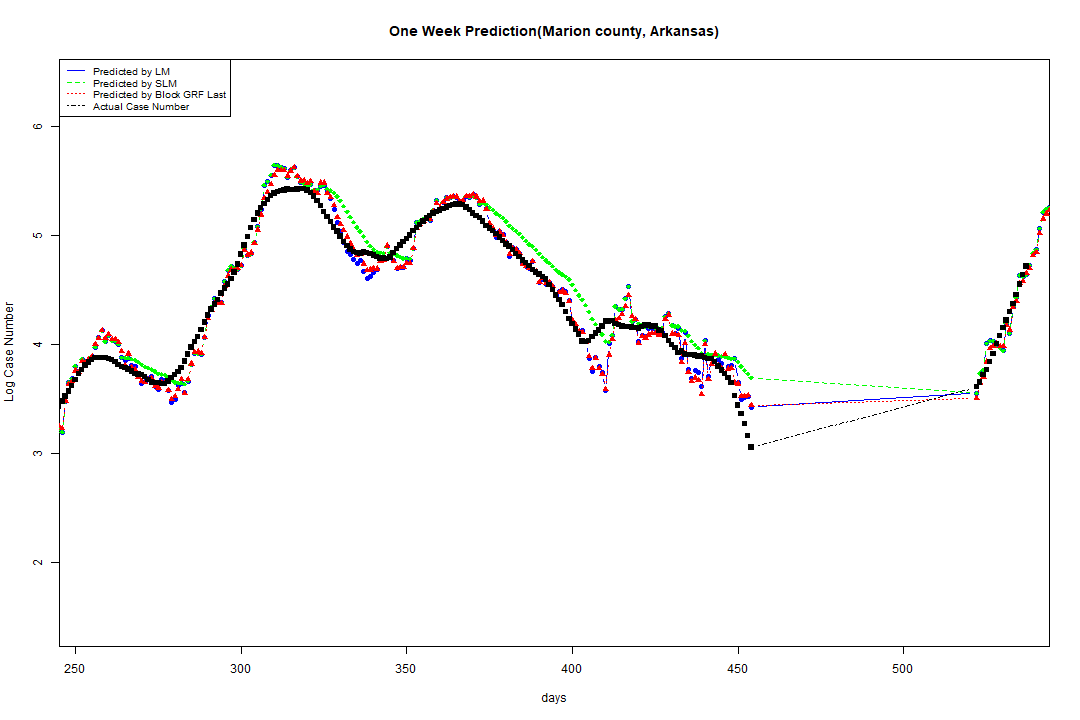 One Week Prediction(Marion county, Arkansas)
Predicted by LM
Predicted by SLM
Predicted by Block GRF Last
Actual Case Number
6
5
4
3
2
Log Case Number
250 300 350 400 450 500
days